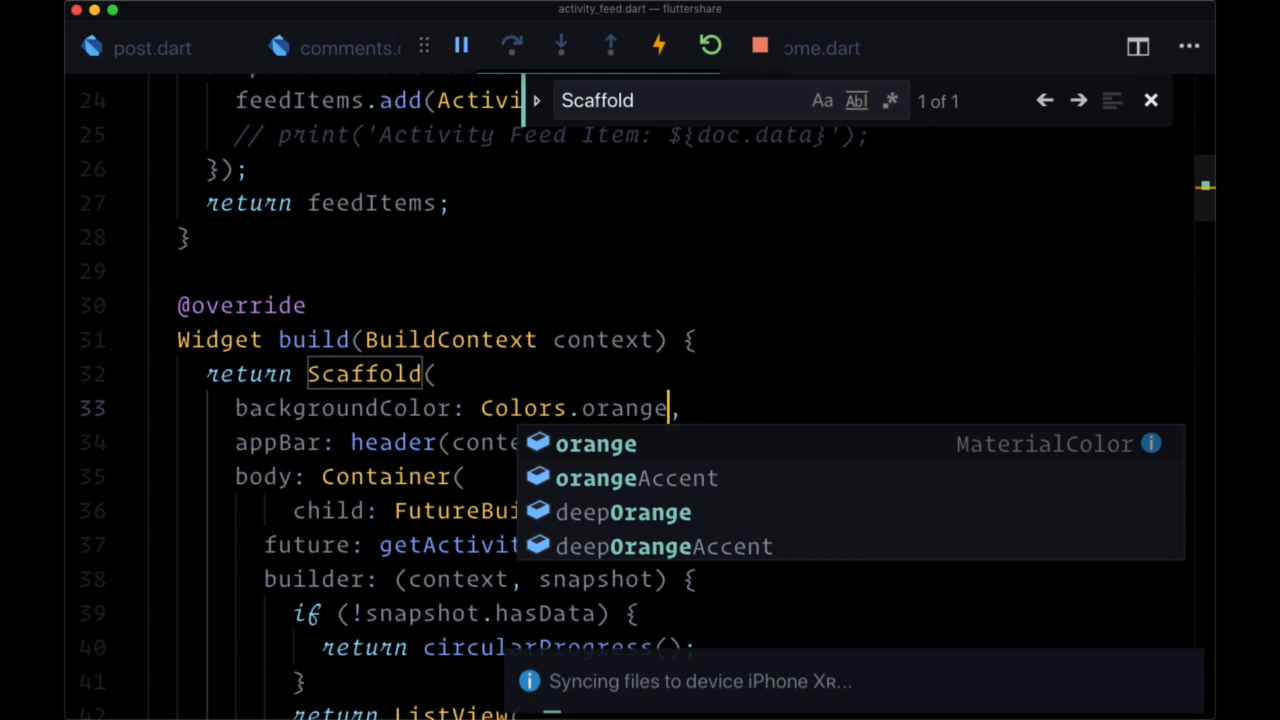 activity_feed.dart — fluttershare
post.dart
comments.
ome.dart
Scaffold
Aa Abl .* 1 of 1
24 feedItems.add(Activi
25 // print('Activity Feed Item: ${doc.data}');
26 });
27 return feedItems;
28 }
29
30 @override
31 Widget build(BuildContext context) {
32 return Scaffold(
33 backgroundColor: Colors.orange,
34 appBar: header(conte
orange MaterialColor
35 body: Container(
orangeAccent
36 child: FutureBui
deepOrange
37 future: getActivit
deepOrangeAccent
38 builder: (context, snapshot) {
39 if (!snapshot.hasData) {
40 return circularProgress();
41 }
Syncing files to device iPhone Xʀ...
42 return ListView(